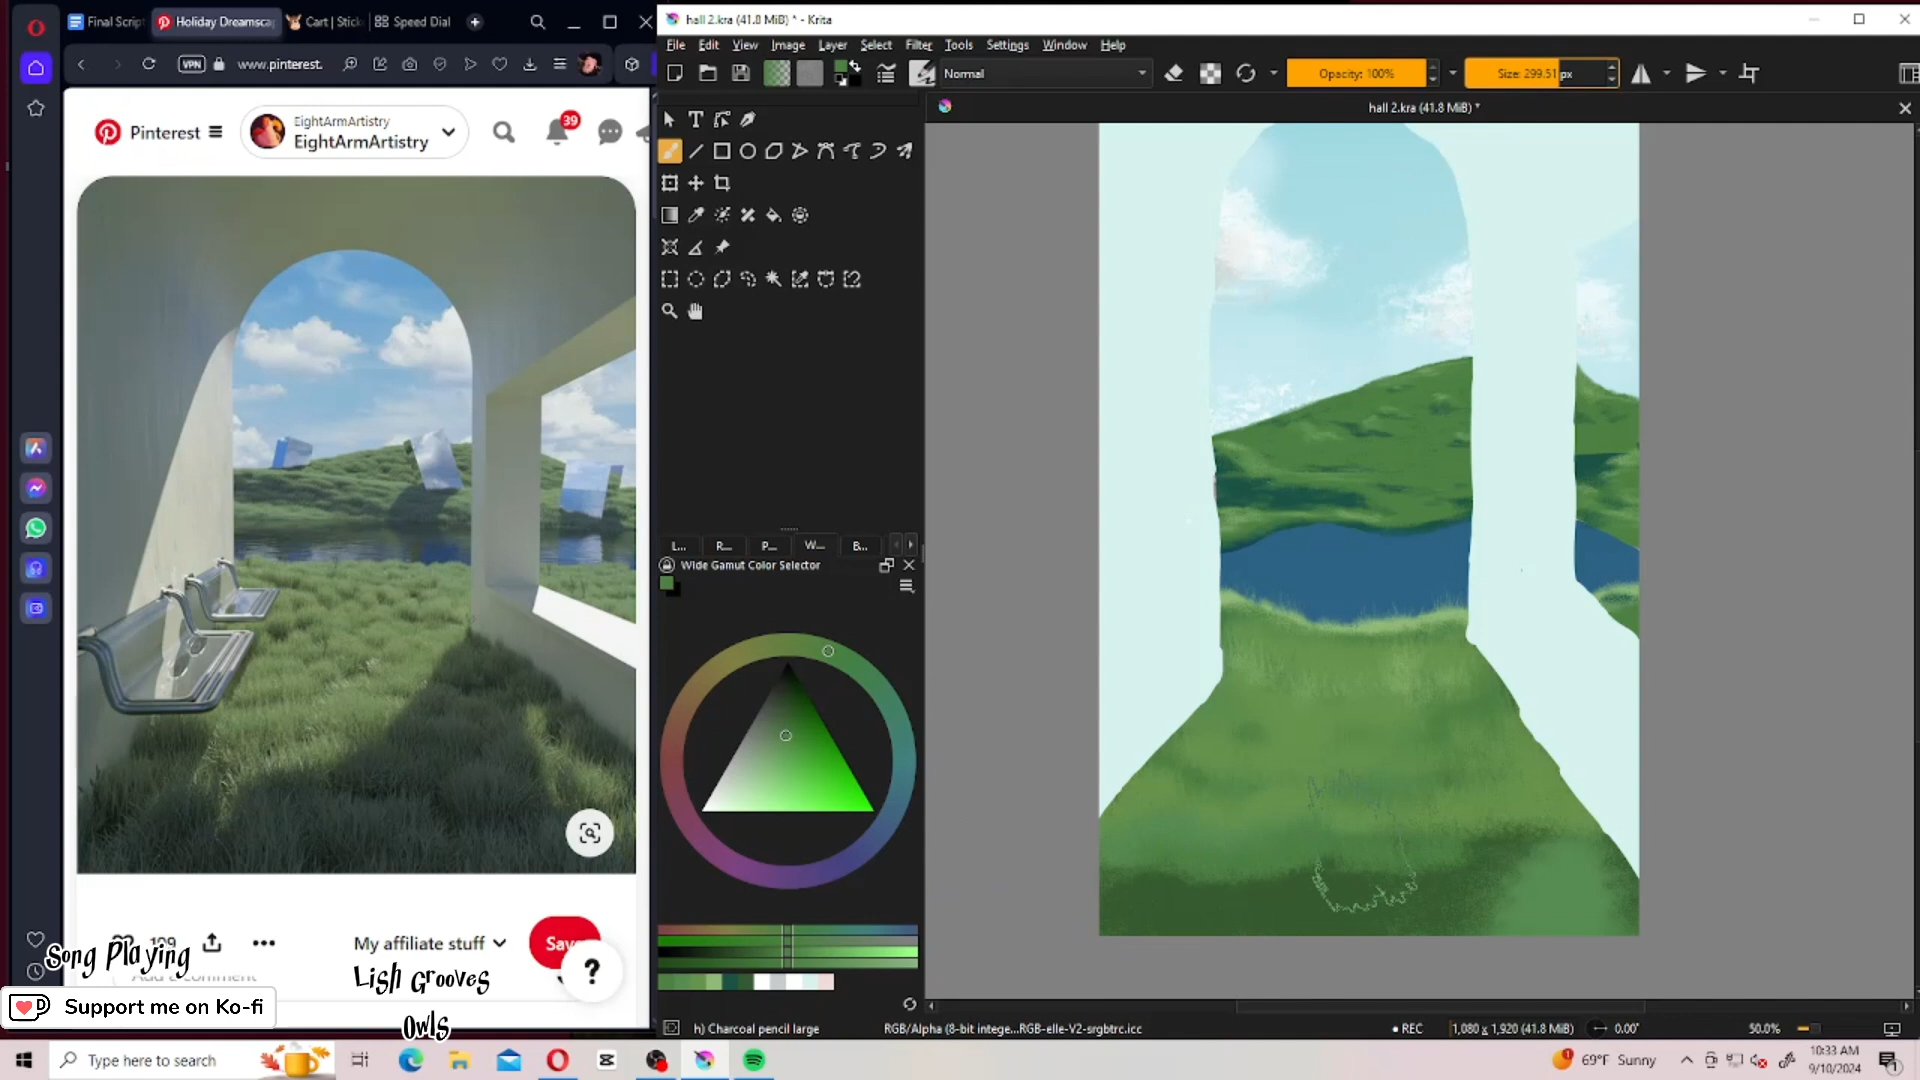 Final Script
Holiday Dreamsca
Cart | Stick
Speed Dial
hall 2.kra (41.8 MiB) * - Krita
VPN
www.pinterest.
File Edit View Image Layer Select Filter Tools Settings Window Help
Normal
Opacity: 100%
Size: 299.51 px
hall 2.kra (41.8 MiB) *
Pinterest
EightArmArtistry
EightArmArtistry
39
L...
R...
P...
W...
B...
Wide Gamut Color Selector
My affiliate stuff
Save
Song Playing
Lish Grooves
Owls
Add a comment
?
Support me on Ko-fi
h) Charcoal pencil large
RGB/Alpha (8-bit intege...RGB-elle-V2-srgbtrc.icc
REC
1,080 x 1,920 (41.8 MiB)
0.00°
50.0%
Type here to search
69°F Sunny
10:33 AM
9/10/2024